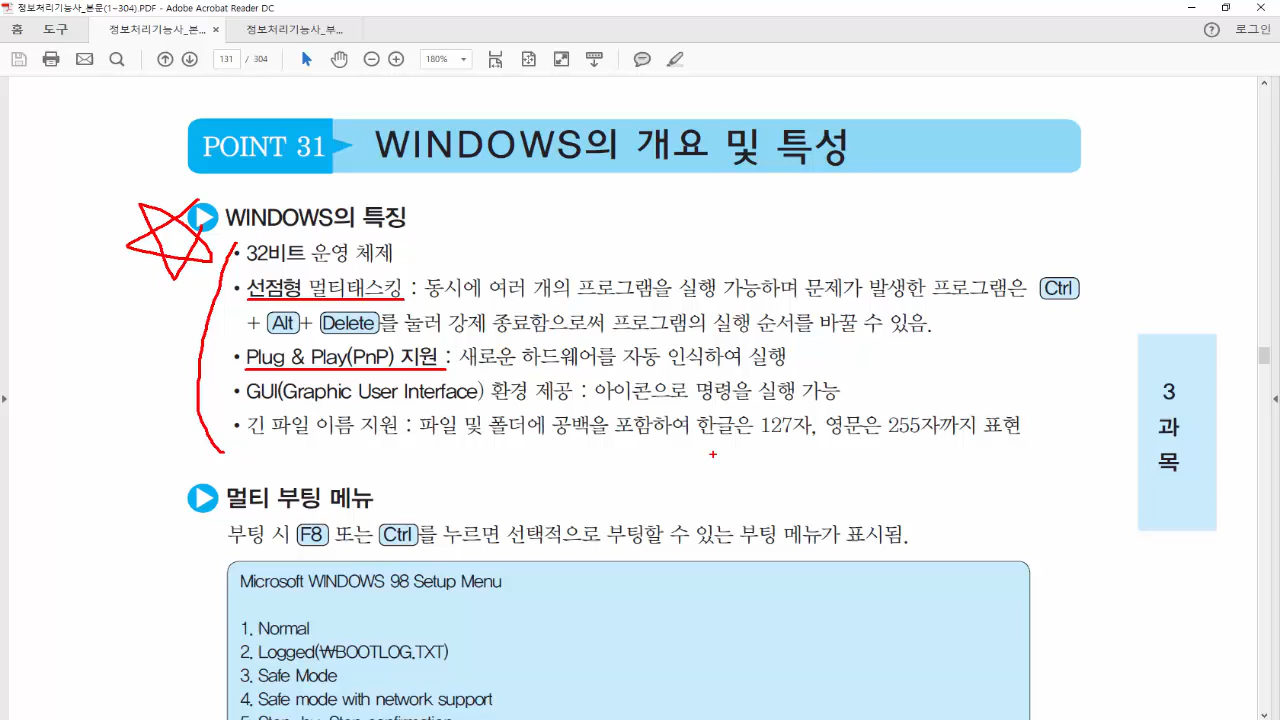 정보처리기능사_본문(1~304).PDF - Adobe Acrobat Reader DC
홈 도구 정보처리기능사_본... × 정보처리기능사_부... 로그인
131 / 304 180%
POINT 31 WINDOWS의 개요 및 특성
WINDOWS의 특징
• 32비트 운영 체제
• 선점형 멀티태스킹 : 동시에 여러 개의 프로그램을 실행 가능하며 문제가 발생한 프로그램은 Ctrl
+ Alt + Delete를 눌러 강제 종료함으로써 프로그램의 실행 순서를 바꿀 수 있음.
• Plug & Play(PnP) 지원 : 새로운 하드웨어를 자동 인식하여 실행
• GUI(Graphic User Interface) 환경 제공 : 아이콘으로 명령을 실행 가능
• 긴 파일 이름 지원 : 파일 및 폴더에 공백을 포함하여 한글은 127자, 영문은 255자까지 표현
3
과
목
멀티 부팅 메뉴
부팅 시 F8 또는 Ctrl를 누르면 선택적으로 부팅할 수 있는 부팅 메뉴가 표시됨.
Microsoft WINDOWS 98 Setup Menu
1. Normal
2. Logged(₩BOOTLOG.TXT)
3. Safe Mode
4. Safe mode with network support
5. Step-by-Step confirmation